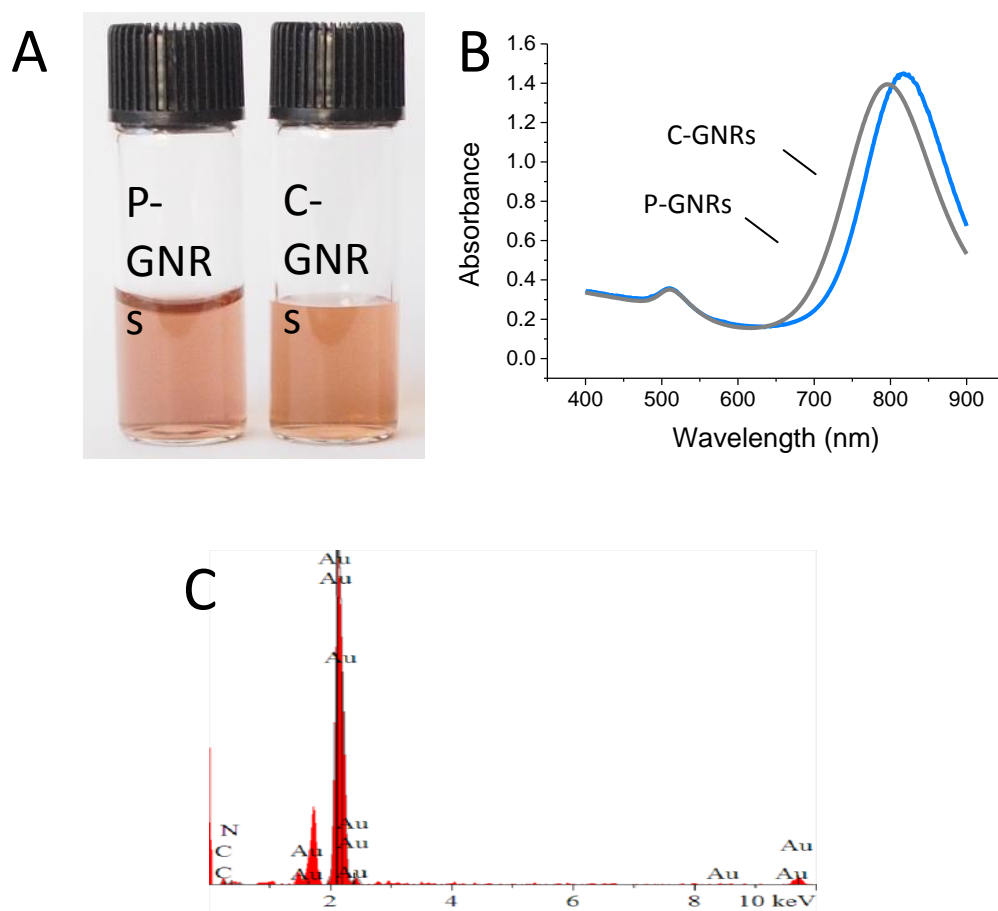 A
P-
GNR
s
C-
GNR
s
B
1.6
1.4
1.2
1.0
0.8
0.6
0.4
0.2
0.0
Absorbance
C-GNRs
P-GNRs
400 500 600 700 800 900
Wavelength (nm)
C
Au
Au
Au
N
C
C
Au
Au
Au
Au
Au
Au
Au
Au
2 4 6 8 10 keV